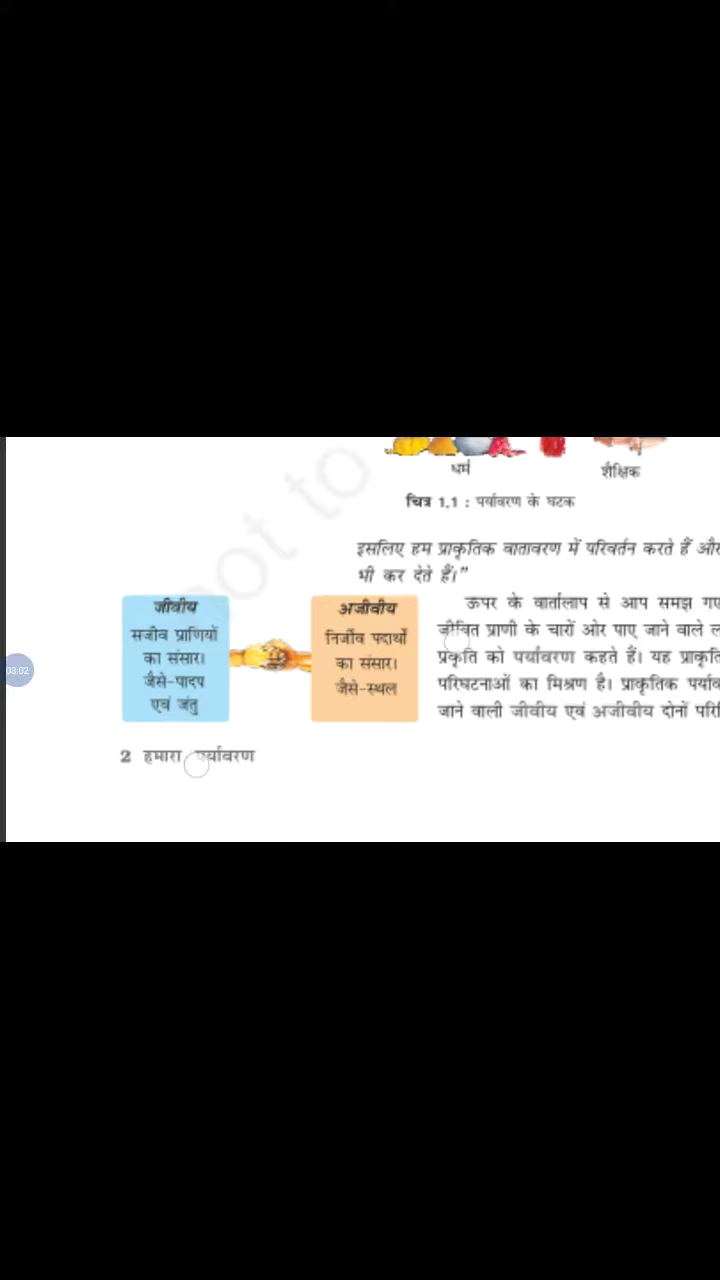 not to
धर्म
शैक्षिक
चित्र 1.1 : पर्यावरण के घटक
इसलिए हम प्राकृतिक वातावरण में परिवर्तन करते हैं और
भी कर देते हैं।”
जीवीय
सजीव प्राणियों
का संसार।
जैसे-पादप
एवं जंतु
अजीवीय
निर्जीव पदार्थों
का संसार।
जैसे-स्थल
ऊपर के वार्तालाप से आप समझ गए
जीवित प्राणी के चारों ओर पाए जाने वाले
प्रकृति को पर्यावरण कहते हैं। यह
परिघटनाओं का मिश्रण है। प्राकृतिक
जाने वाली जीवीय एवं अजीवीय दोनों
2 हमारा पर्यावरण
03:02